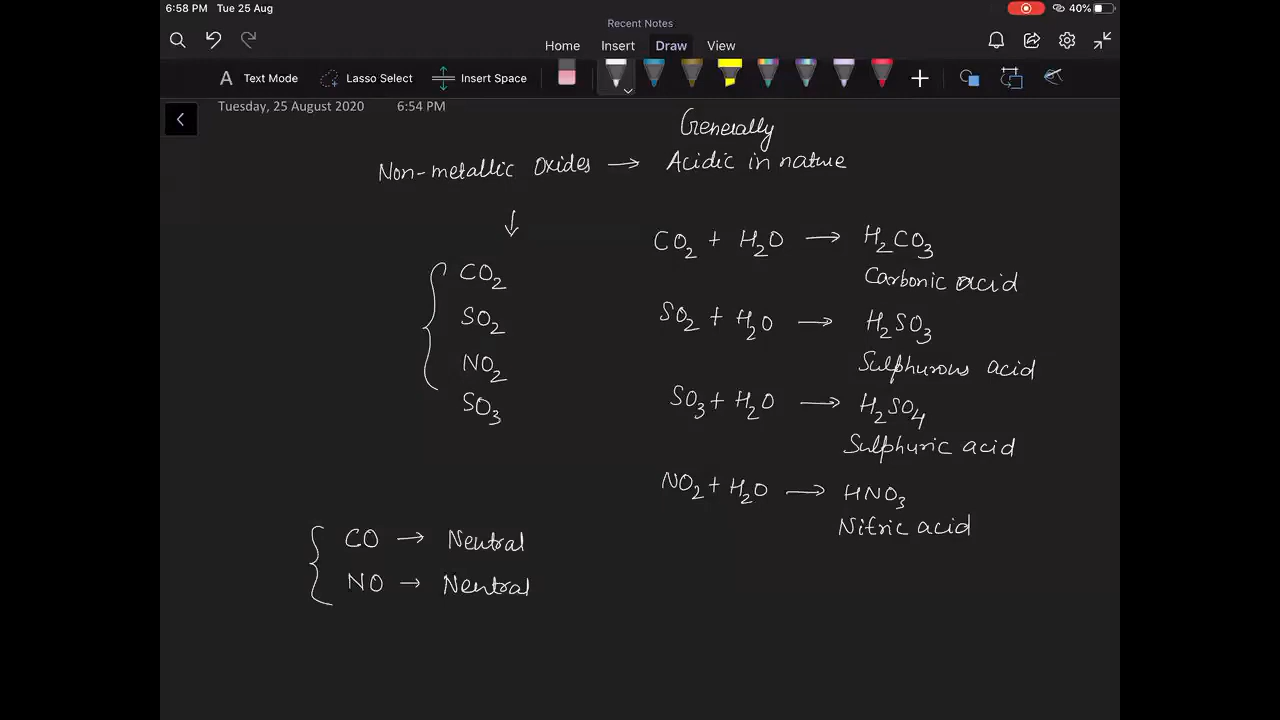 6:58 PM Tue 25 Aug
40%
Recent Notes
Home Insert Draw View
Text Mode Lasso Select Insert Space
Tuesday, 25 August 2020 6:54 PM
Generally
Non-metallic Oxides → Acidic in nature
↓
CO₂
SO₂
NO₂
SO₃
CO₂ + H₂O → H₂CO₃
Carbonic acid
SO₂ + H₂O → H₂SO₃
Sulphurous acid
SO₃ + H₂O → H₂SO₄
Sulphuric acid
NO₂ + H₂O → HNO₃
Nitric acid
CO → Neutral
NO → Neutral